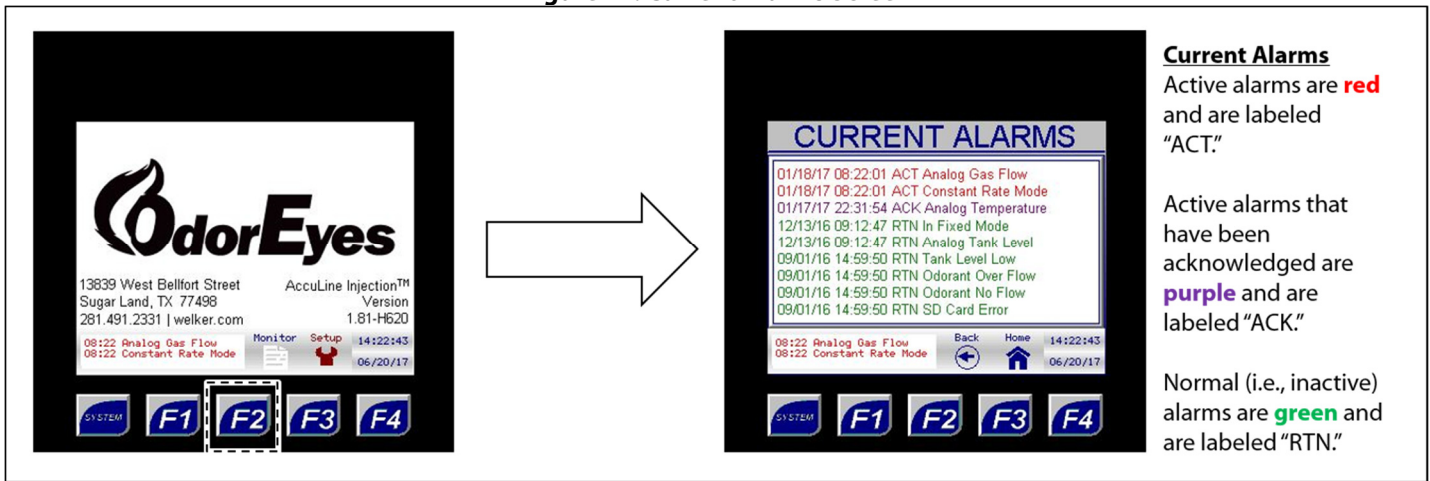 OdorEyes
13839 West Bellfort Street
Sugar Land, TX 77498
281.491.2331 | welker.com
AccuLine Injection™
Version
1.81-H620
08:22 Analog Gas Flow
08:22 Constant Rate Mode
Monitor
Setup
14:22:43
06/20/17
SYSTEM
F1
F2
F3
F4
CURRENT ALARMS
01/18/17 08:22:01 ACT Analog Gas Flow
01/18/17 08:22:01 ACT Constant Rate Mode
01/17/17 22:31:54 ACK Analog Temperature
12/13/16 09:12:47 RTN In Fixed Mode
12/13/16 09:12:47 RTN Analog Tank Level
09/01/16 14:59:50 RTN Tank Level Low
09/01/16 14:59:50 RTN Odorant Over Flow
09/01/16 14:59:50 RTN Odorant No Flow
09/01/16 14:59:50 RTN SD Card Error
08:22 Analog Gas Flow
08:22 Constant Rate Mode
Back
Home
14:22:43
06/20/17
SYSTEM
F1
F2
F3
F4
Current Alarms
Active alarms are red
and are labeled
“ACT.”
Active alarms that
have been
acknowledged are
purple and are
labeled “ACK.”
Normal (i.e., inactive)
alarms are green and
are labeled “RTN.”